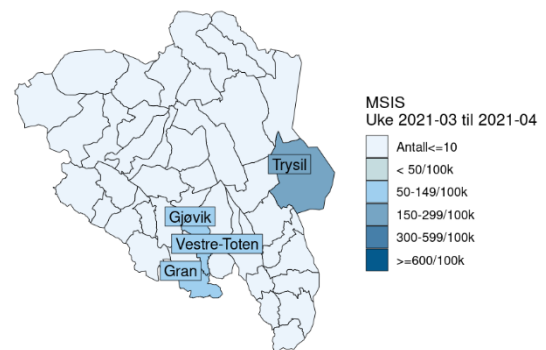 Trysil
Gjøvik
Vestre-Toten
Gran
MSIS
Uke 2021-03 til 2021-04
Antall<=10
< 50/100k
50-149/100k
150-299/100k
300-599/100k
>=600/100k